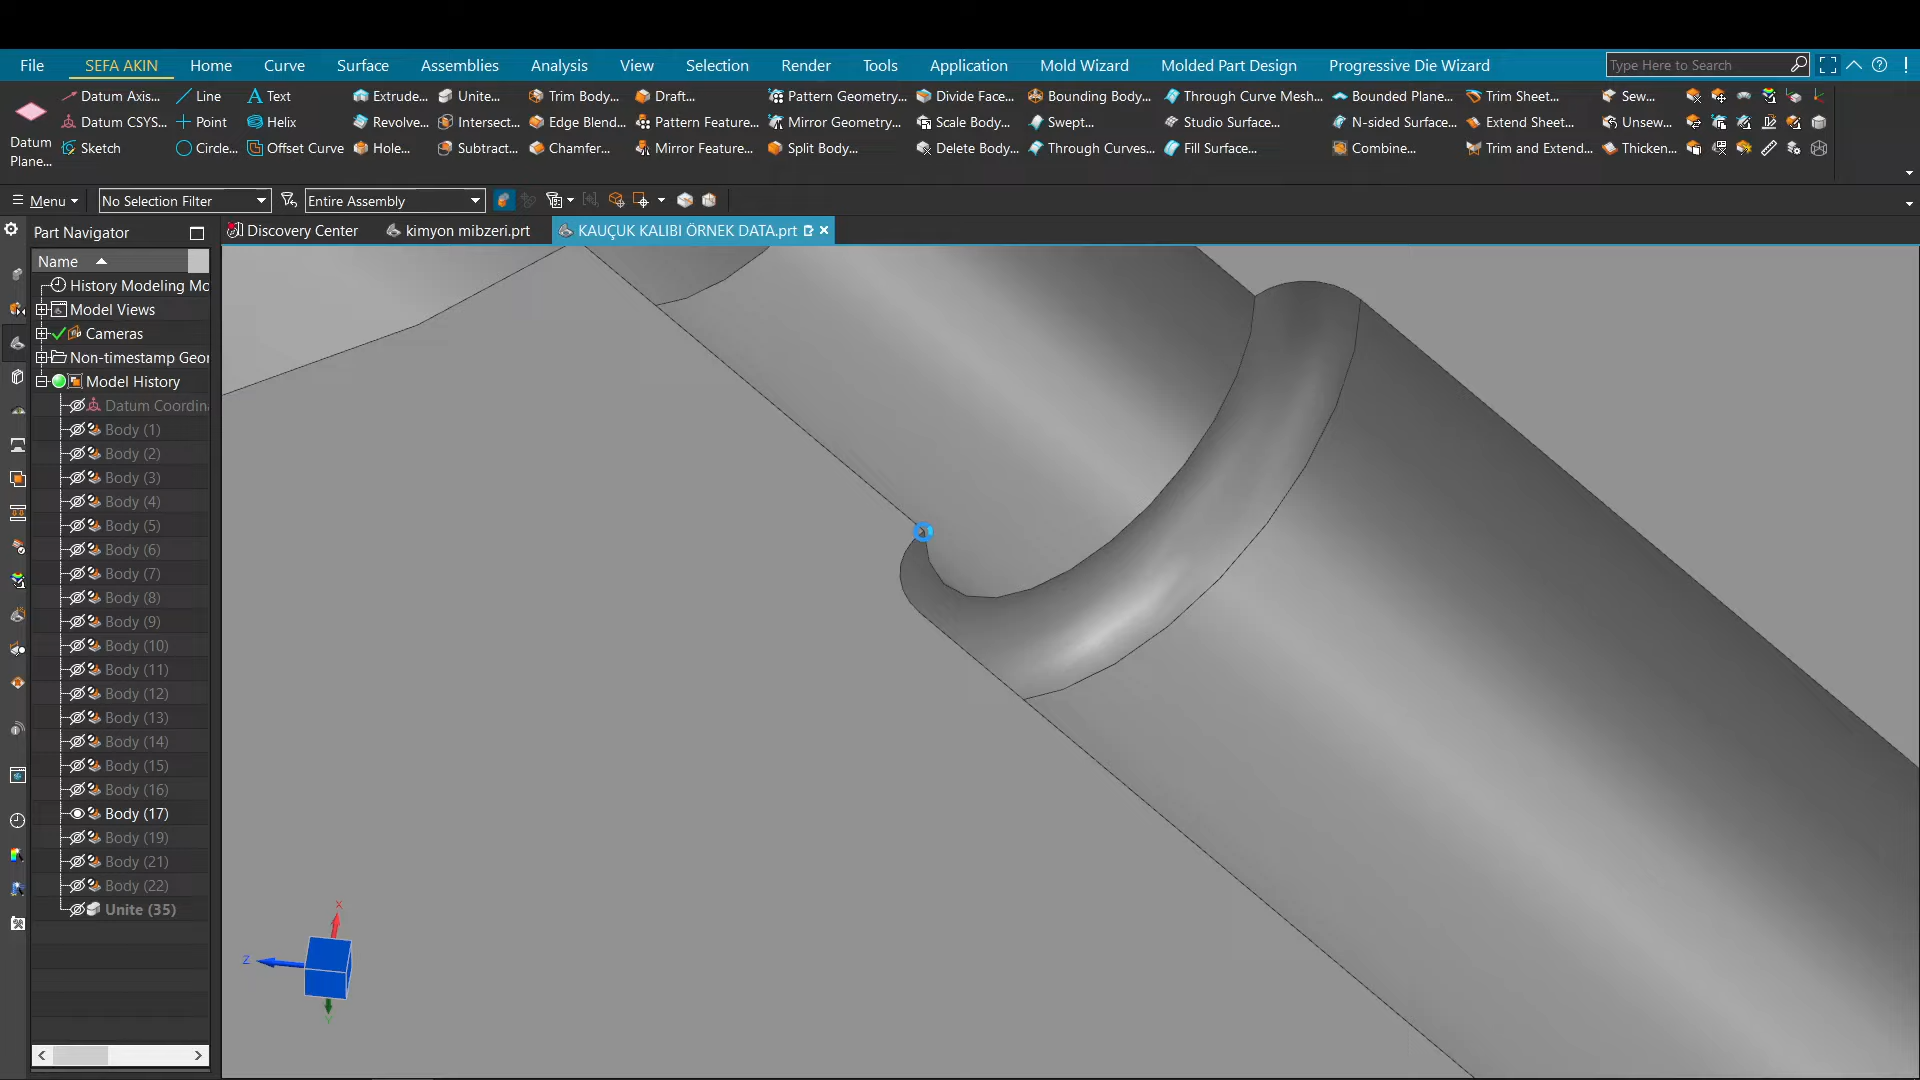 File SEFA AKIN Home Curve Surface Assemblies Analysis View Selection Render Tools Application Mold Wizard Molded Part Design Progressive Die Wizard Type Here to Search
Datum Axis... Line Text Extrude... Unite... Trim Body... Draft... Pattern Geometry... Divide Face... Bounding Body... Through Curve Mesh... Bounded Plane... Trim Sheet... Sew...
Datum CSYS... Point Helix Revolve... Intersect... Edge Blend... Pattern Feature... Mirror Geometry... Scale Body... Swept... Studio Surface... N-sided Surface... Extend Sheet... Unsew...
Datum Plane... Sketch Circle... Offset Curve Hole... Subtract... Chamfer... Mirror Feature... Split Body... Delete Body... Through Curves... Fill Surface... Combine... Trim and Extend... Thicken...
Menu No Selection Filter Entire Assembly
Part Navigator Discovery Center kimyon mibzeri.prt KAUÇUK KALIBI ÖRNEK DATA.prt
Name
History Modeling Mo
Model Views
Cameras
Non-timestamp Geor
Model History
Datum Coordin
Body (1)
Body (2)
Body (3)
Body (4)
Body (5)
Body (6)
Body (7)
Body (8)
Body (9)
Body (10)
Body (11)
Body (12)
Body (13)
Body (14)
Body (15)
Body (16)
Body (17)
Body (19)
Body (21)
Body (22)
Unite (35)
X
Z
Y